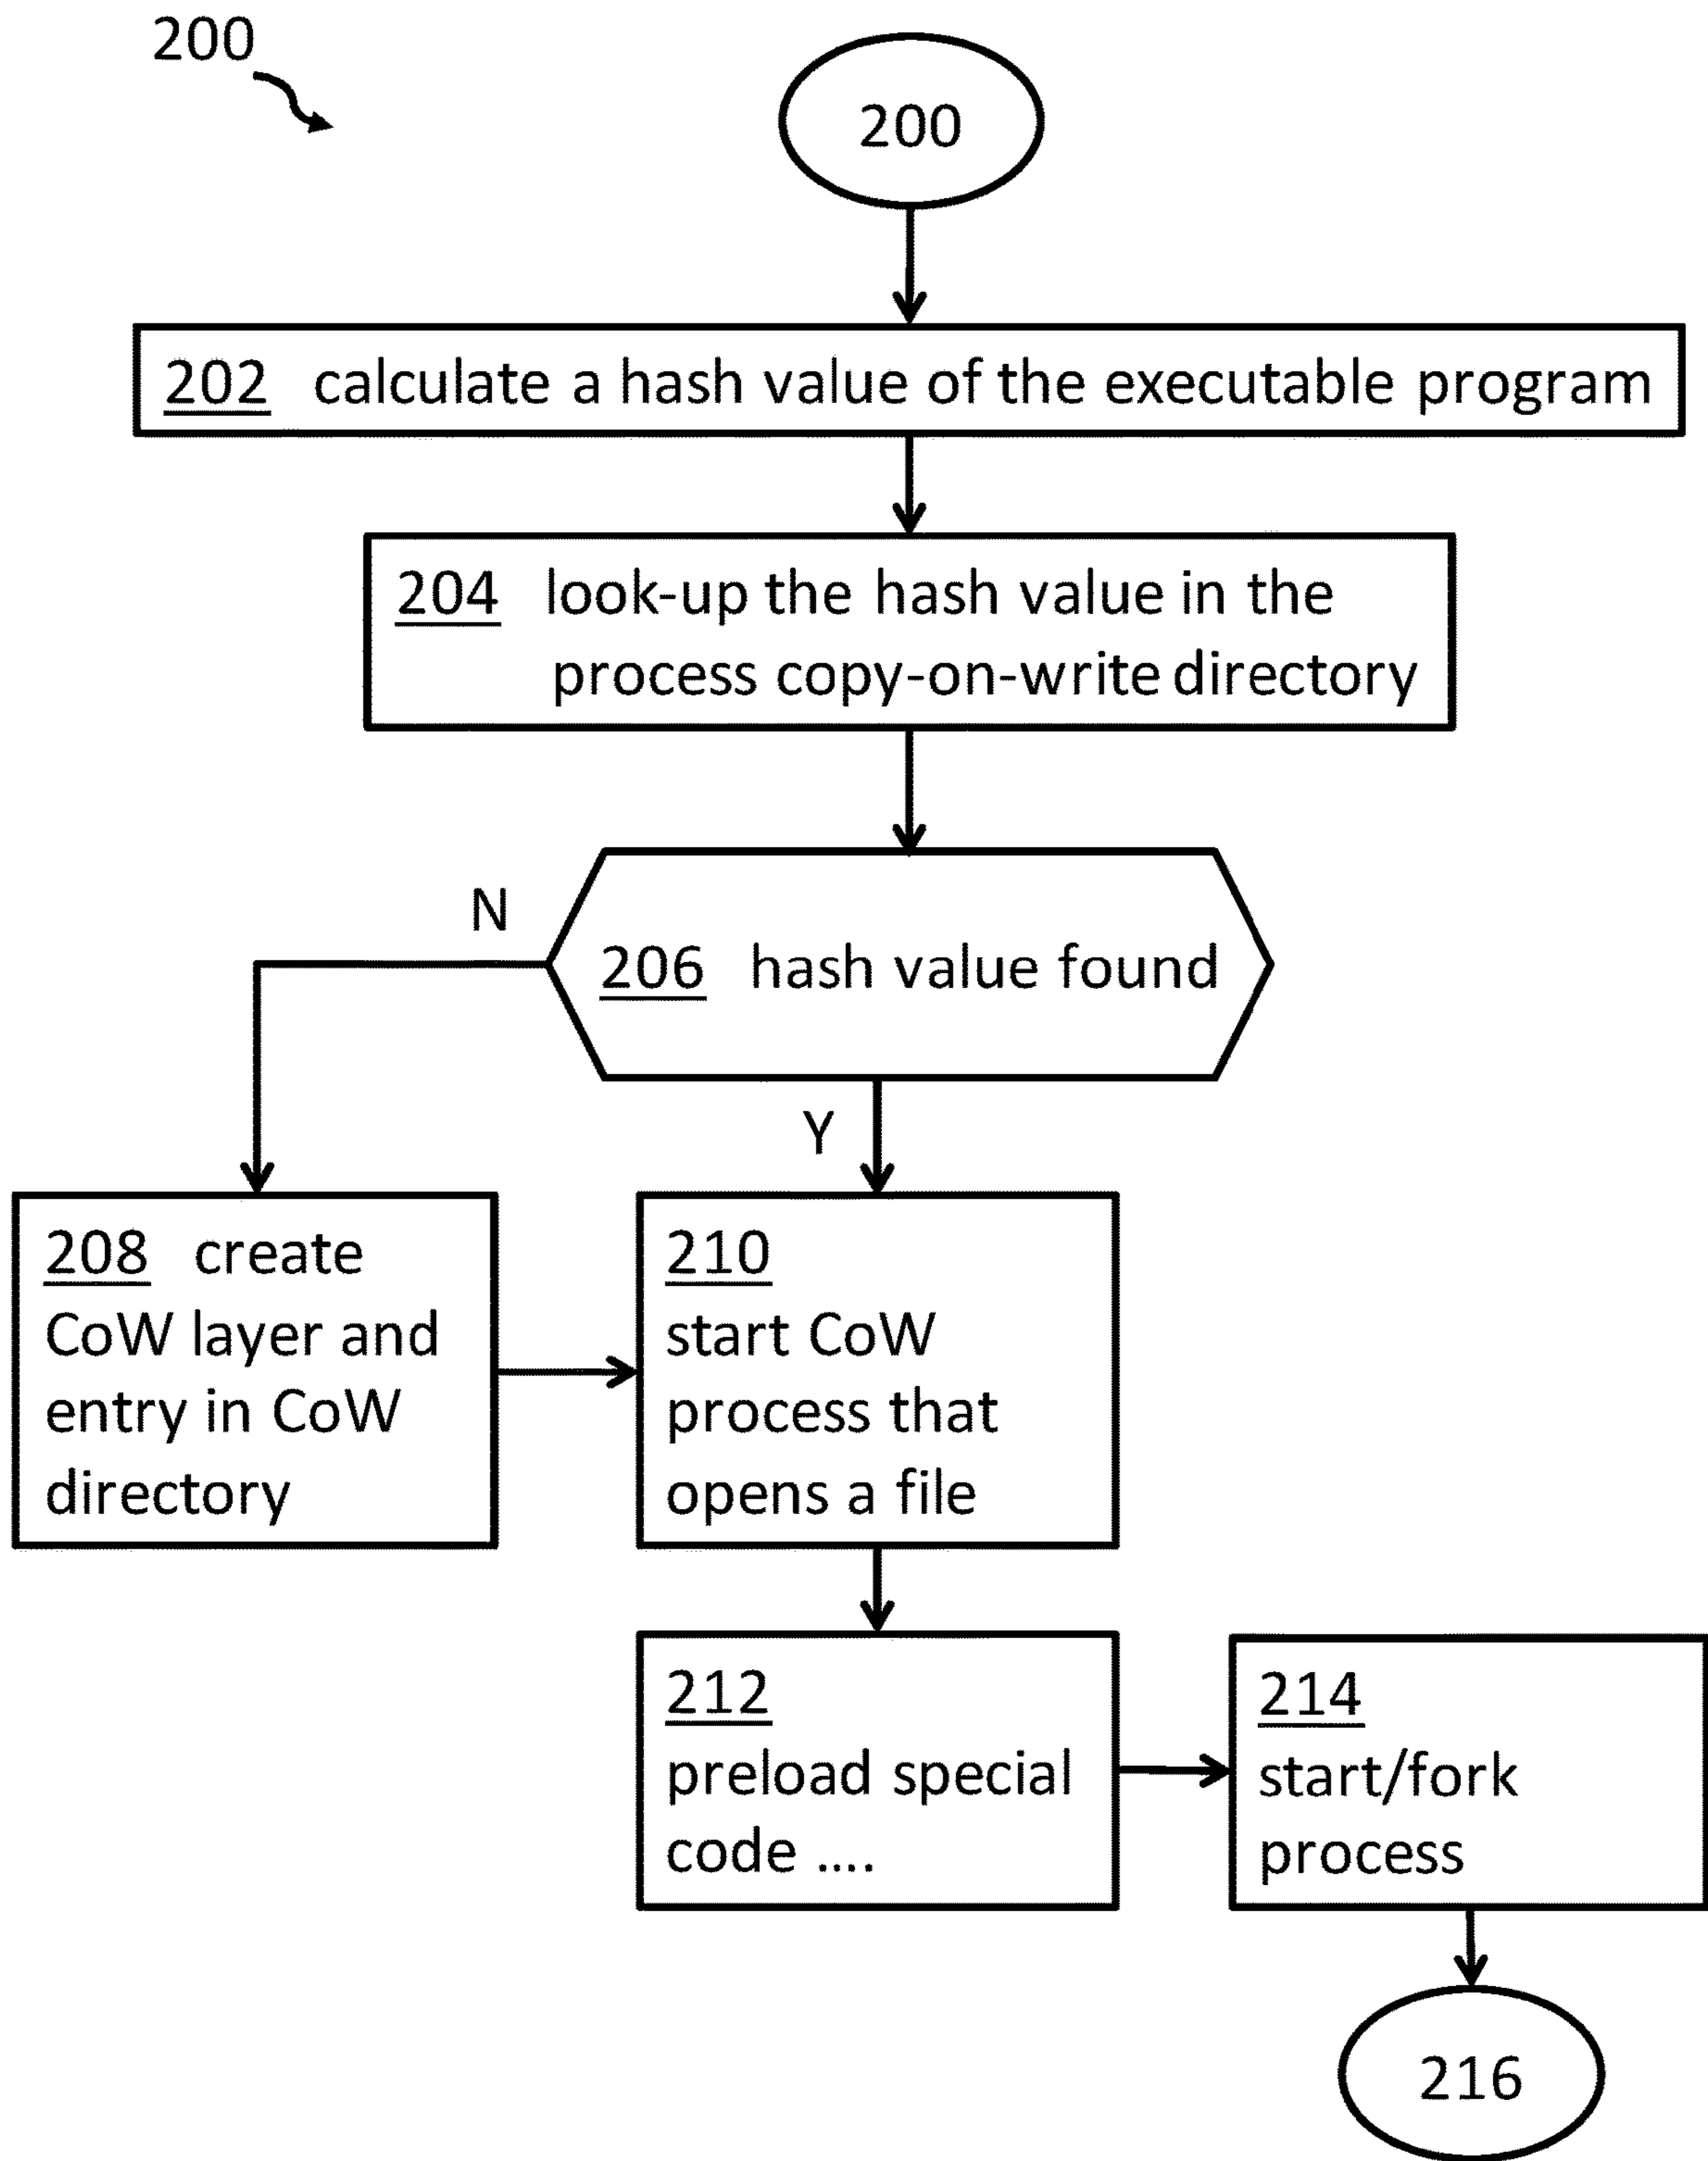 200
200
202 calculate a hash value of the executable program
204 look-up the hash value in the
process copy-on-write directory
N
206 hash value found
Y
208 create
CoW layer and
entry in CoW
directory
210
start CoW
process that
opens a file
212
preload special
code ....
214
start/fork
process
216